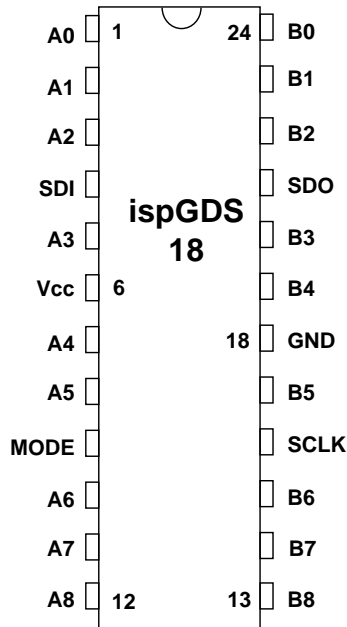 A0 1 24 B0
A1 B1
A2 B2
SDI SDO
ispGDS
18
A3 B3
Vcc 6 B4
A4 18 GND
A5 B5
MODE SCLK
A6 B6
A7 B7
A8 12 13 B8